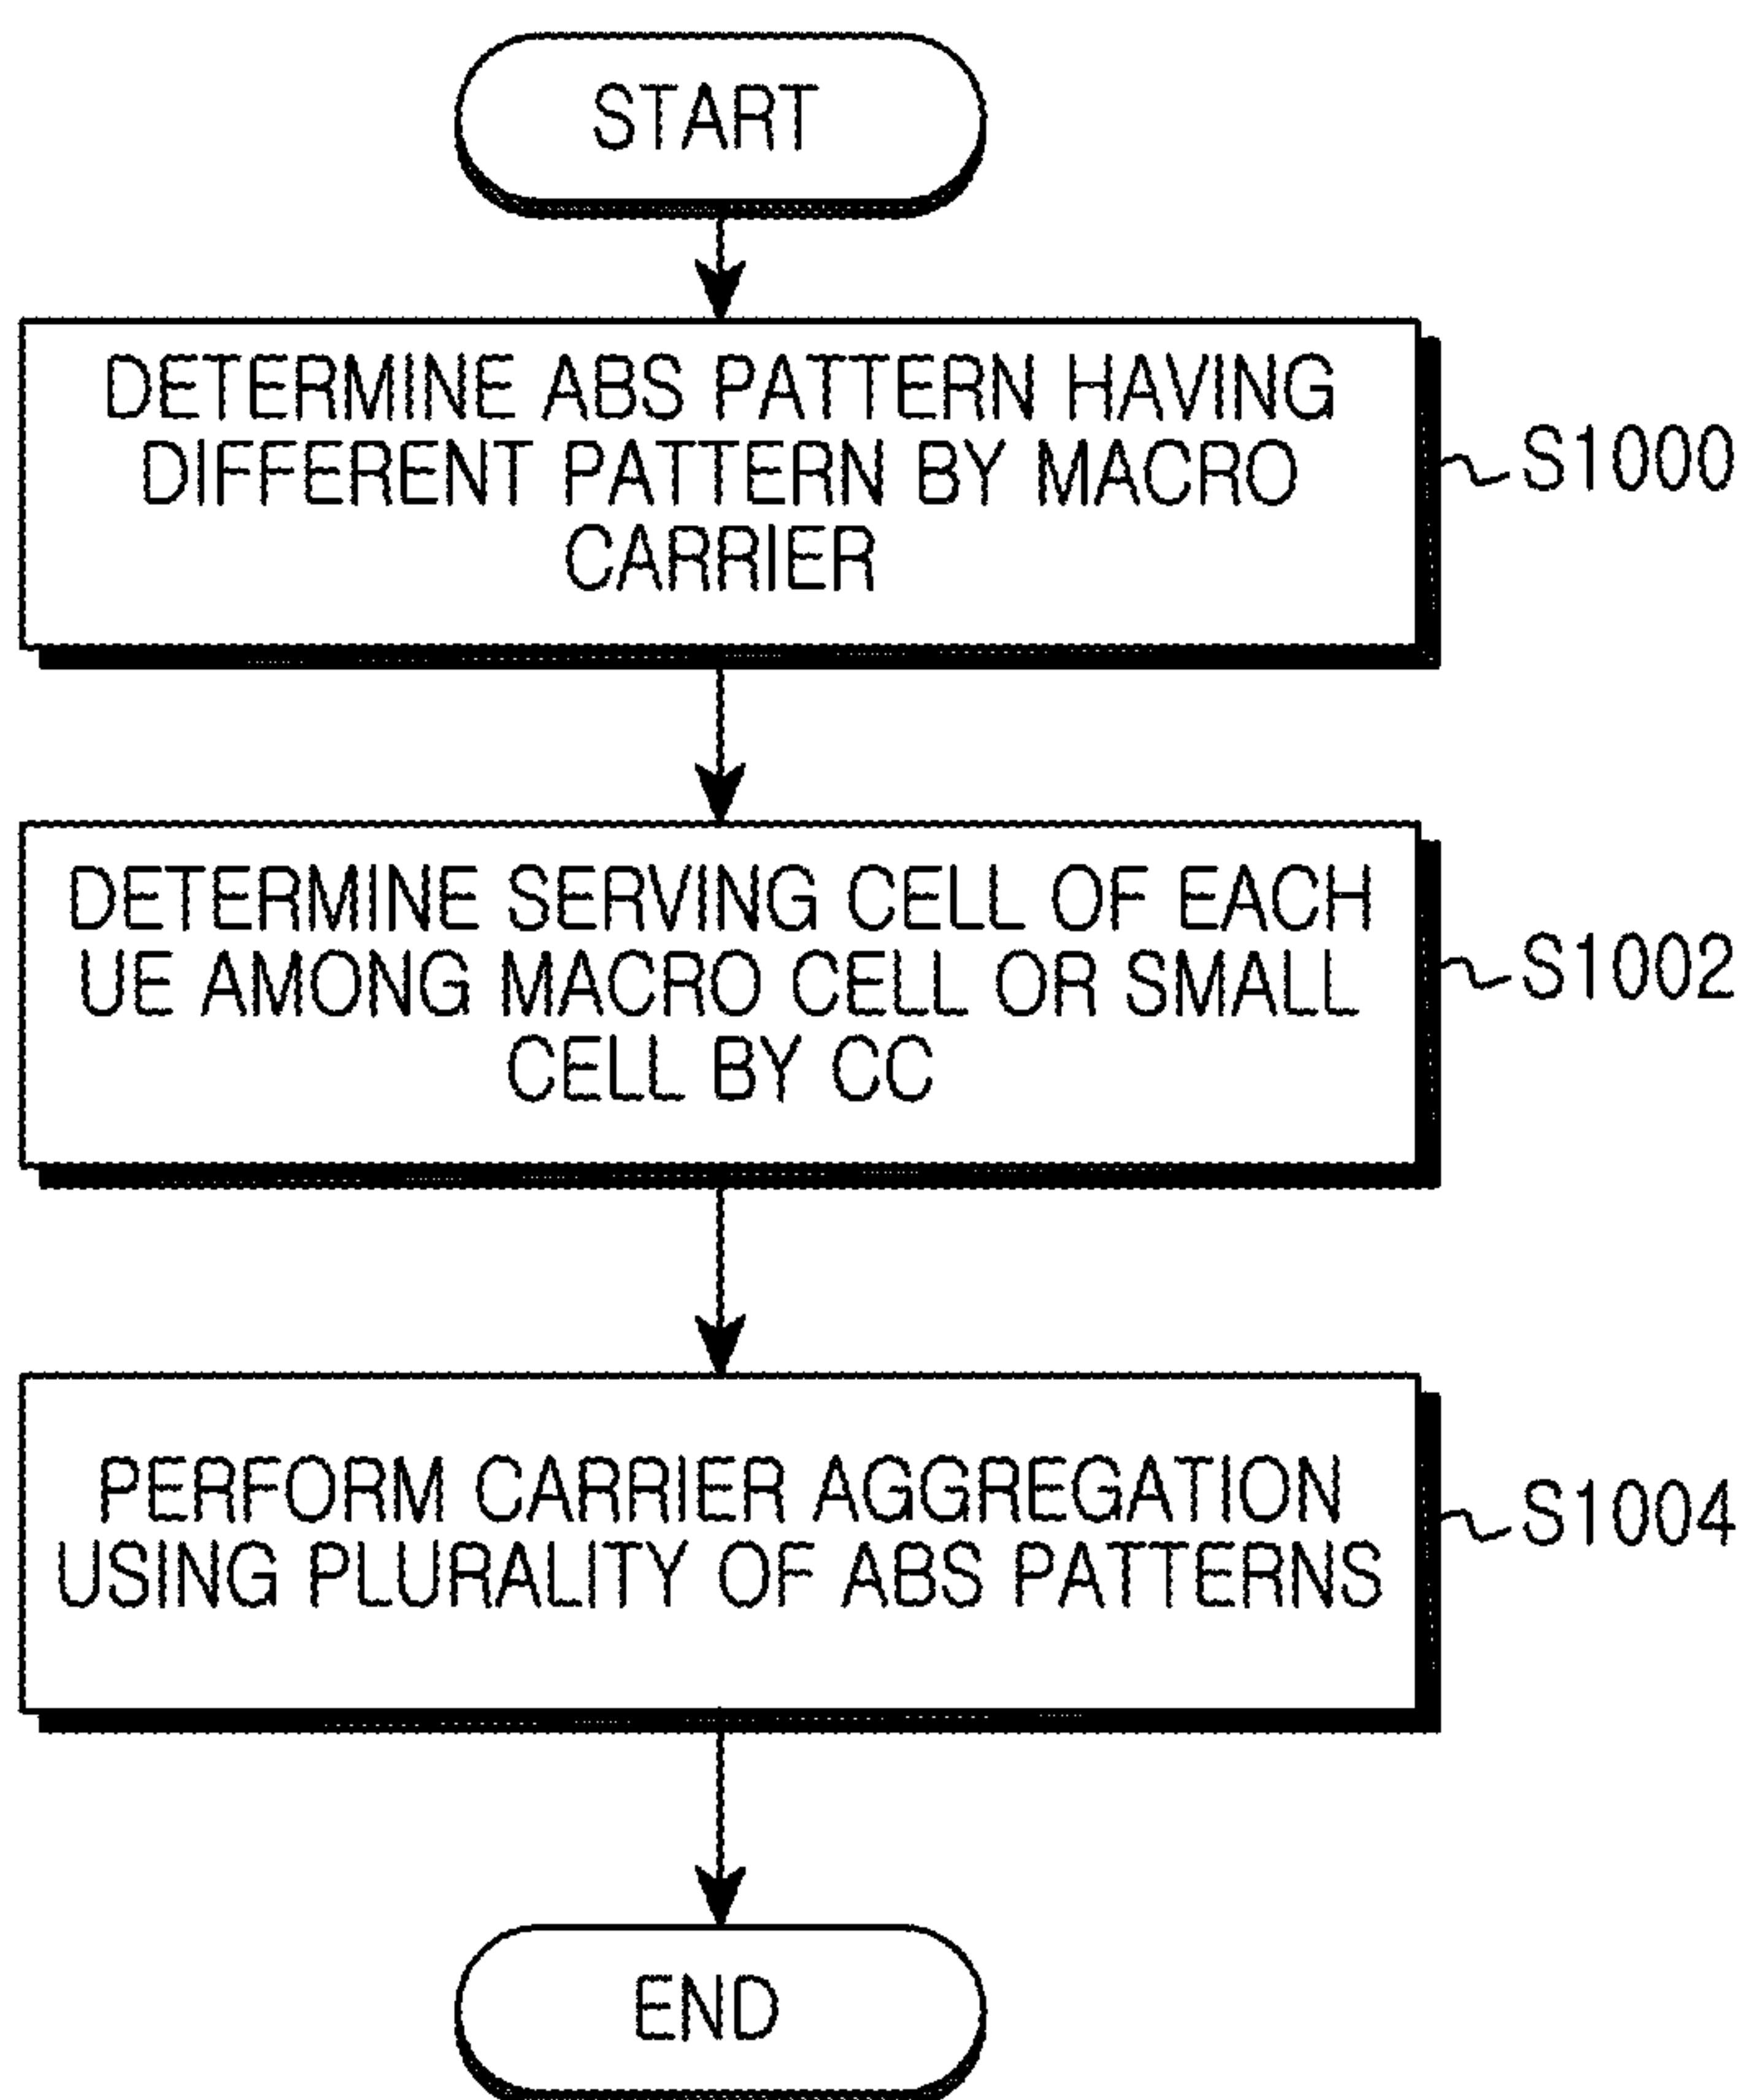 START
DETERMINE ABS PATTERN HAVING
DIFFERENT PATTERN BY MACRO
CARRIER
S1000
DETERMINE SERVING CELL OF EACH
UE AMONG MACRO CELL OR SMALL
CELL BY CC
S1002
PERFORM CARRIER AGGREGATION
USING PLURALITY OF ABS PATTERNS
S1004
END